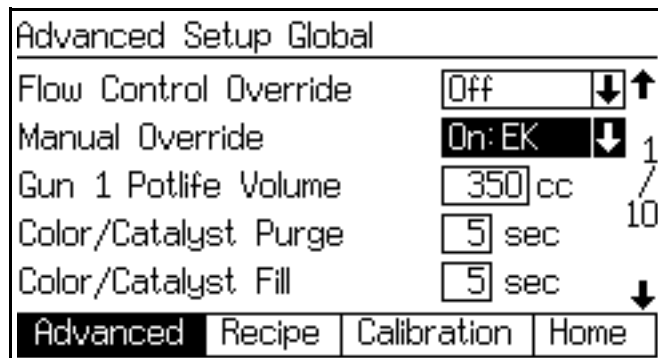 Advanced Setup Global
Flow Control Override Off
Manual Override On: EK
Gun 1 Potlife Volume 350 cc
Color/Catalyst Purge 5 sec
Color/Catalyst Fill 5 sec
1/10
Advanced Recipe Calibration Home